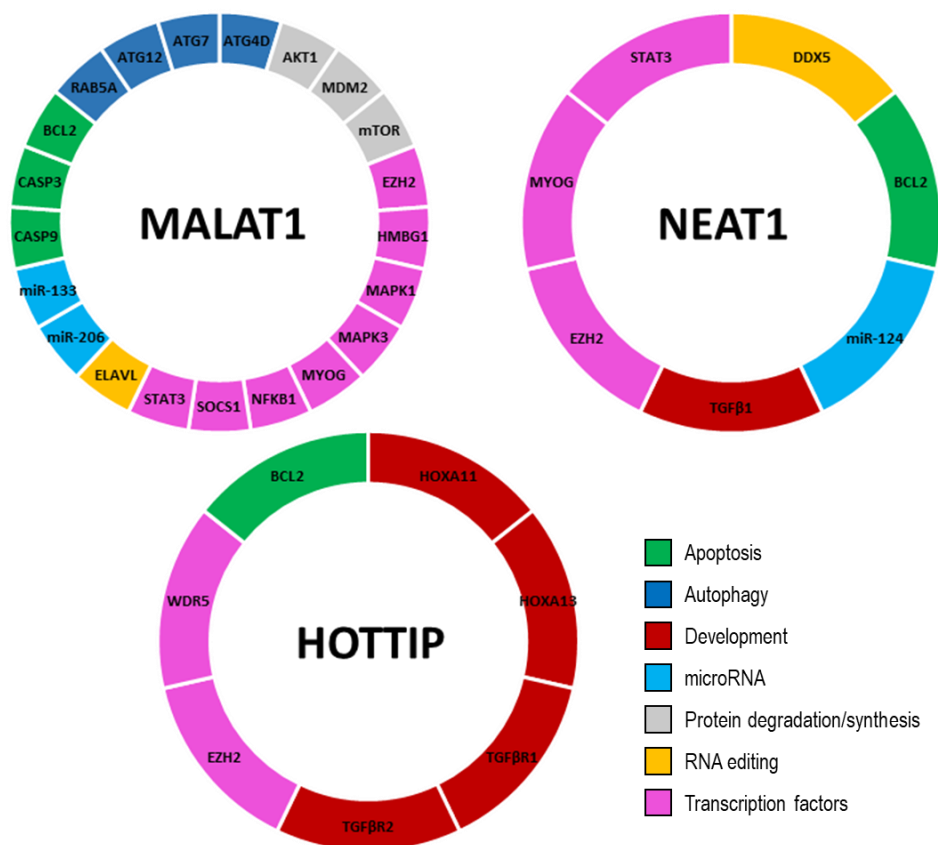 ATG4D
AKT1
MDM2
mTOR
EZH2
HMBG1
MAPK1
MAPK3
MYOG
NFKB1
SOCS1
STAT3
ELAVL
miR-206
miR-133
CASP9
CASP3
BCL2
RAB5A
ATG12
ATG7
MALAT1
DDX5
BCL2
miR-124
TGFβ1
EZH2
MYOG
STAT3
NEAT1
HOXA11
HOXA13
TGFβR1
TGFβR2
EZH2
WDR5
BCL2
HOTTIP
Apoptosis
Autophagy
Development
microRNA
Protein degradation/synthesis
RNA editing
Transcription factors